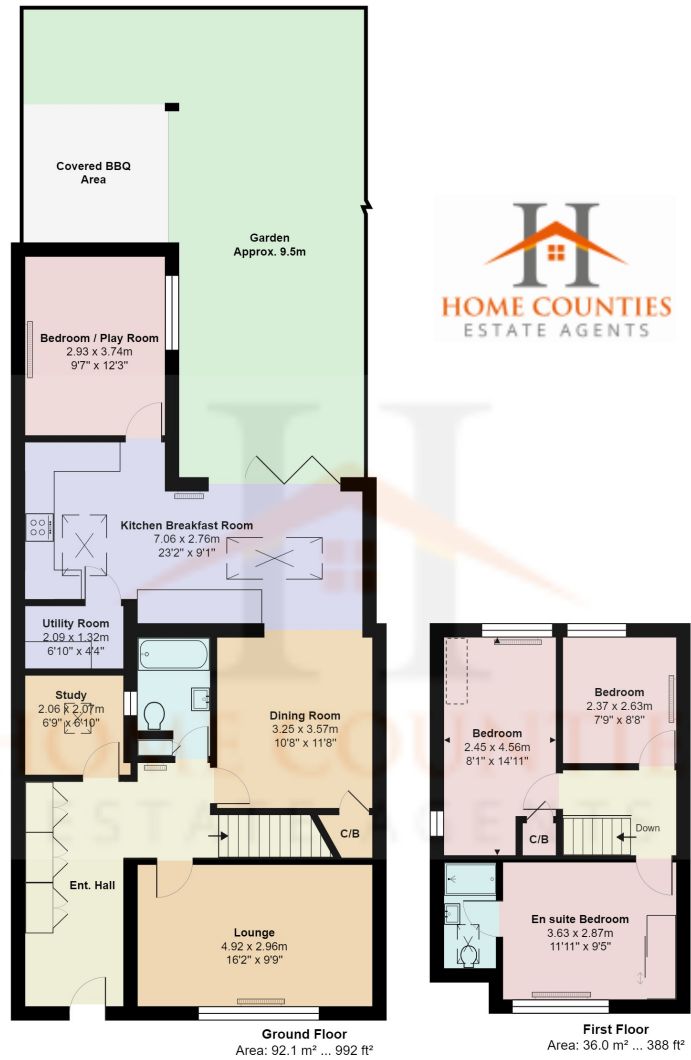 Covered BBQ
Area
Garden
Approx. 9.5m
HOME COUNTIES
ESTATE AGENTS
Bedroom / Play Room
2.93 x 3.74m
9'7" x 12'3"
Kitchen Breakfast Room
7.06 x 2.76m
23'2" x 9'1"
Utility Room
2.09 x 1.32m
6'10" x 4'4"
Study
2.06 x 2.07m
6'9" x 6'10"
Dining Room
3.25 x 3.57m
10'8" x 11'8"
C/B
Ent. Hall
Lounge
4.92 x 2.96m
16'2" x 9'9"
Ground Floor
Area: 92.1 m² ... 992 ft²
Bedroom
2.45 x 4.56m
8'1" x 14'11"
Bedroom
2.37 x 2.63m
7'9" x 8'8"
C/B
Down
En suite Bedroom
3.63 x 2.87m
11'11" x 9'5"
First Floor
Area: 36.0 m² ... 388 ft²
HOME COUNTIES
ESTATE AGENTS